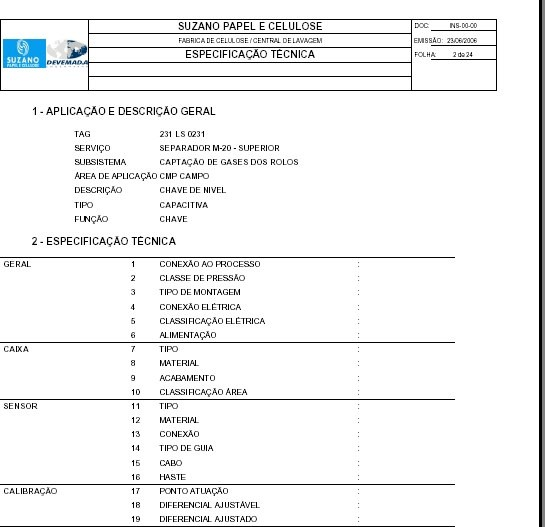 SUZANO PAPEL E CELULOSE
DOC: INS-00-00
FABRICA DE CELULOSE / CENTRAL DE LAVAGEM
EMISSÃO: 23/06/2006
ESPECIFICAÇÃO TÉCNICA
FOLHA: 2 de 24
SUZANO
PAPEL E CELULOSE
DEVEMADA
1 - APLICAÇÃO E DESCRIÇÃO GERAL
TAG 231 LS 0231
SERVIÇO SEPARADOR M-20 - SUPERIOR
SUBSISTEMA CAPTAÇÃO DE GASES DOS ROLOS
ÁREA DE APLICAÇÃO CMP CAMPO
DESCRIÇÃO CHAVE DE NIVEL
TIPO CAPACITIVA
FUNÇÃO CHAVE
2 - ESPECIFICAÇÃO TÉCNICA
GERAL 1 CONEXÃO AO PROCESSO :
2 CLASSE DE PRESSÃO :
3 TIPO DE MONTAGEM :
4 CONEXÃO ELÉTRICA :
5 CLASSIFICAÇÃO ELÉTRICA :
6 ALIMENTAÇÃO :
CAIXA 7 TIPO :
8 MATERIAL :
9 ACABAMENTO :
10 CLASSIFICAÇÃO ÁREA :
SENSOR 11 TIPO :
12 MATERIAL :
13 CONEXÃO :
14 TIPO DE GUIA :
15 CABO :
16 HASTE :
CALIBRAÇÃO 17 PONTO ATUAÇÃO :
18 DIFERENCIAL AJUSTÁVEL :
19 DIFERENCIAL AJUSTADO :